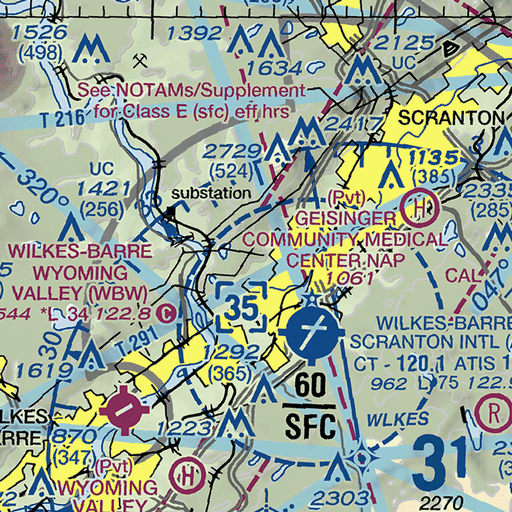 1526
(498)
1392
1634
2125
UC
See NOTAMs/Supplement
for Class E (sfc) eff hrs
T 216
SCRANTON
2417
2729
(524)
1135
(385)
320°
UC
1421
(256)
substation
(Pvt)
GEISINGER
COMMUNITY MEDICAL
CENTER NAP
1061
H
2335
(285)
WILKES-BARRE
WYOMING
VALLEY (WBW)
544 *L 34 122.8 C
CAL
047°
35
30
T 291
WILKES-BARRE
SCRANTON INTL (
CT - 120.1 ATIS 1
962 L 75 122.9
1619
1292
(365)
60
SFC
WLKES
R
870
(347)
1223
(Pvt)
WYOMING
VALLEY
H
31
2303
2270